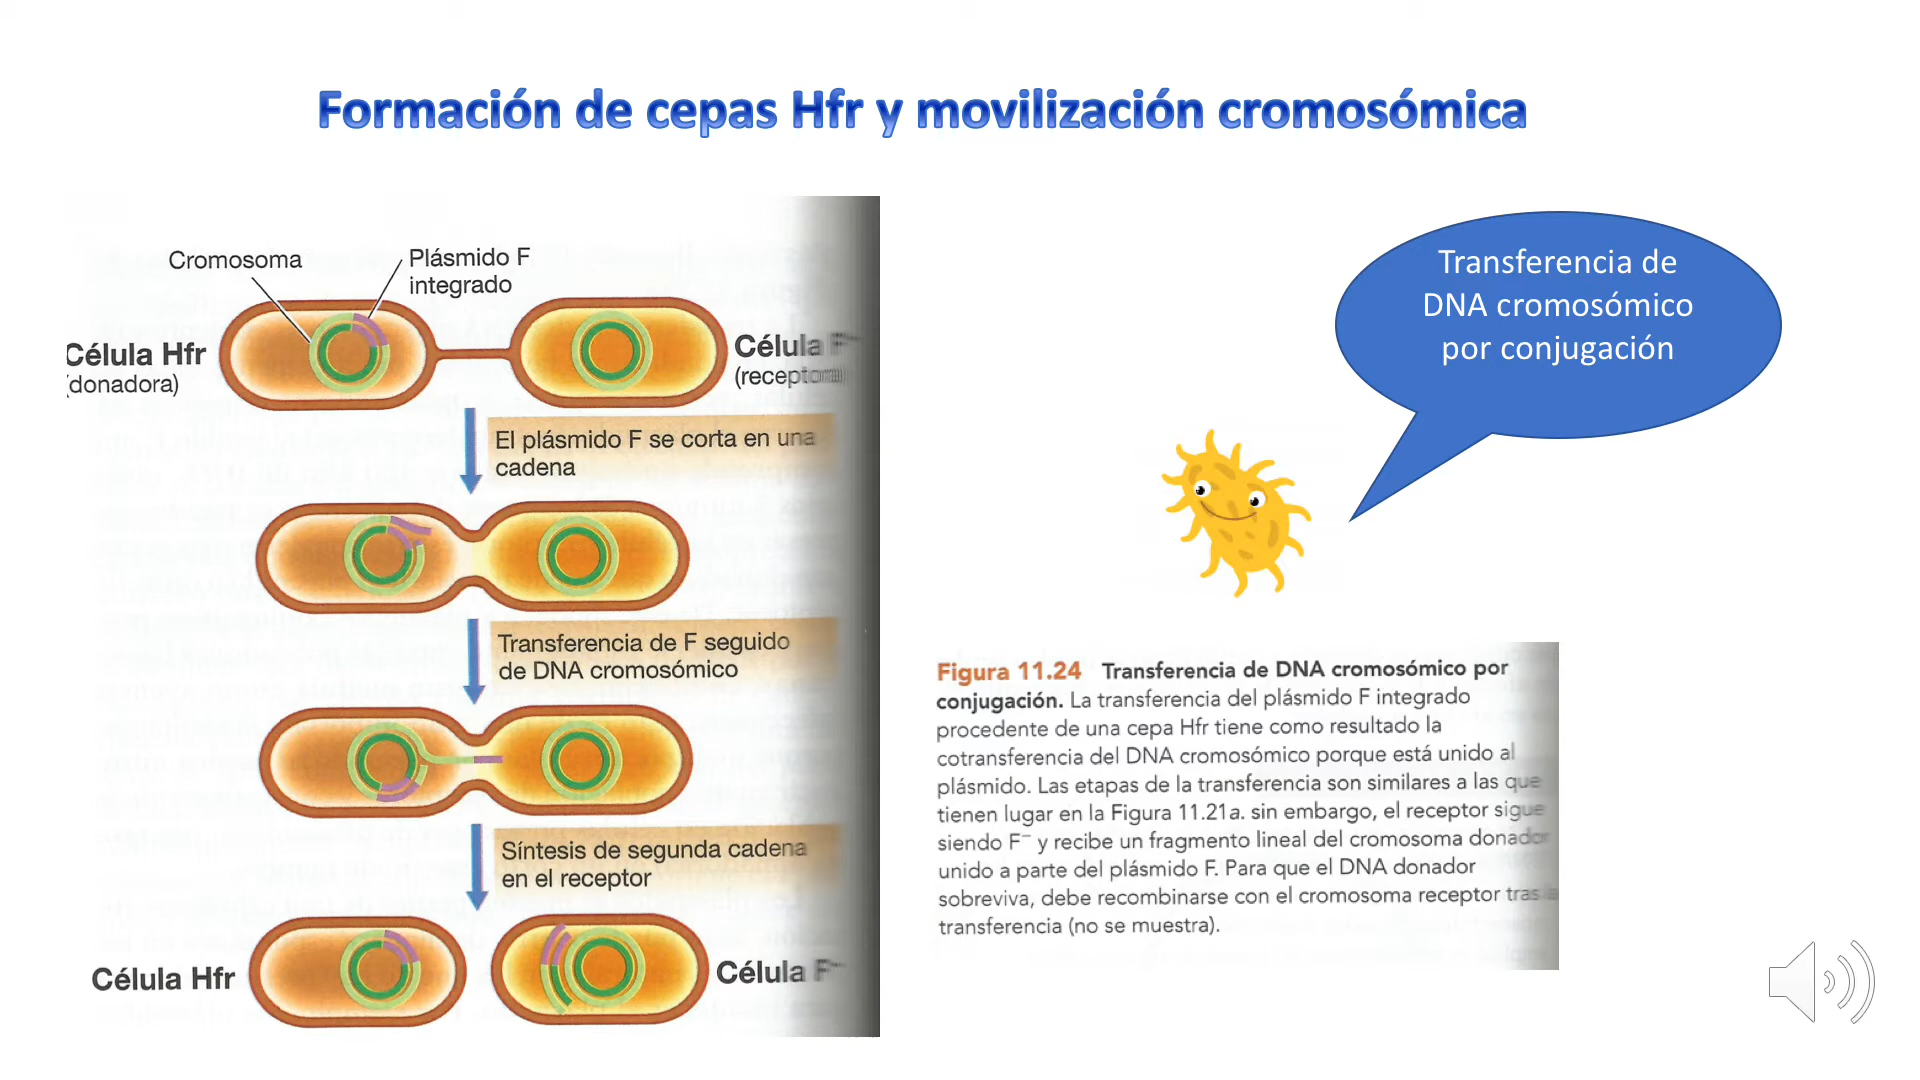 Formación de cepas Hfr y movilización cromosómica
Cromosoma
Plásmido F
integrado
Célula Hfr
(donadora)
Célula F⁻
(receptora)
El plásmido F se corta en una
cadena
Transferencia de F seguido
de DNA cromosómico
Síntesis de segunda cadena
en el receptor
Célula Hfr
Célula F⁻
Transferencia de
DNA cromosómico
por conjugación
Figura 11.24 Transferencia de DNA cromosómico por
conjugación. La transferencia del plásmido F integrado
procedente de una cepa Hfr tiene como resultado la
cotransferencia del DNA cromosómico porque está unido al
plásmido. Las etapas de la transferencia son similares a las que
tienen lugar en la Figura 11.21a. sin embargo, el receptor sigue
siendo F⁻ y recibe un fragmento lineal del cromosoma donador
unido a parte del plásmido F. Para que el DNA donador
sobreviva, debe recombinarse con el cromosoma receptor tras la
transferencia (no se muestra).